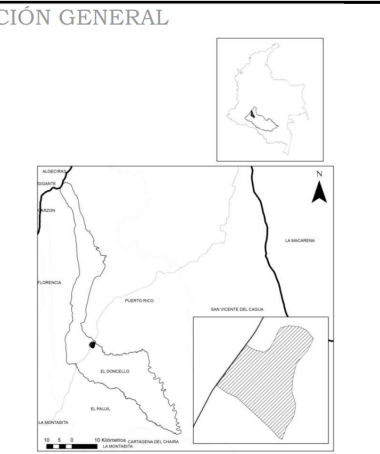 CIÓN GENERAL
ALGECIRAS
GIGANTE
GARZON
N
LA MACARENA
FLORENCIA
PUERTO RICO
SAN VICENTE DEL CAGUA
EL DONCELLO
EL PAUJIL
LA MONTAÑITA
10 5 0 10 Kilómetros
CARTAGENA DEL CHAIRA
LA MONTAÑITA